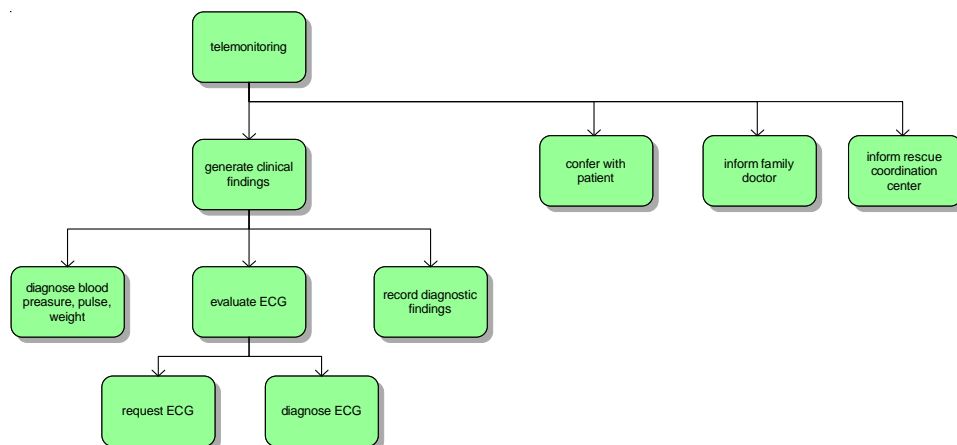 telemonitoring
generate clinical
findings
confer with
patient
inform family
doctor
inform rescue
coordination
center
diagnose blood
preasure, pulse,
weight
evaluate ECG
record diagnostic
findings
request ECG
diagnose ECG